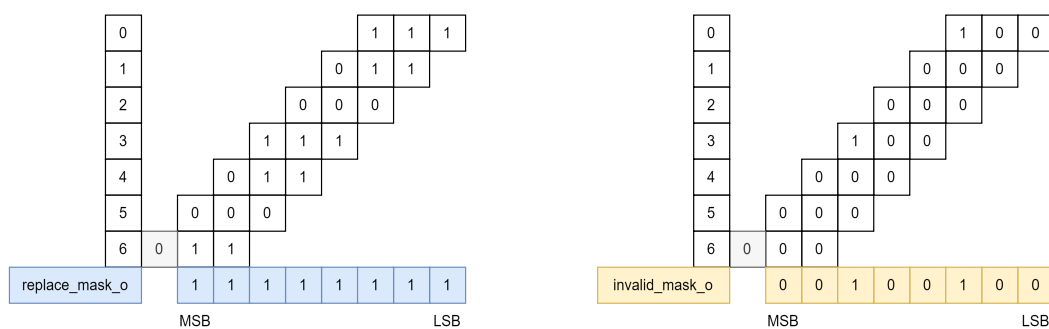 0 1 1 1 0 1 0 0
1 0 1 1 1 0 0 0
2 0 0 0 2 0 0 0
3 1 1 1 3 1 0 0
4 0 1 1 4 0 0 0
5 0 0 0 5 0 0 0
6 0 1 1 6 0 0 0
replace_mask_o 1 1 1 1 1 1 1 1 invalid_mask_o 0 0 1 0 0 1 0 0
MSB LSB MSB LSB